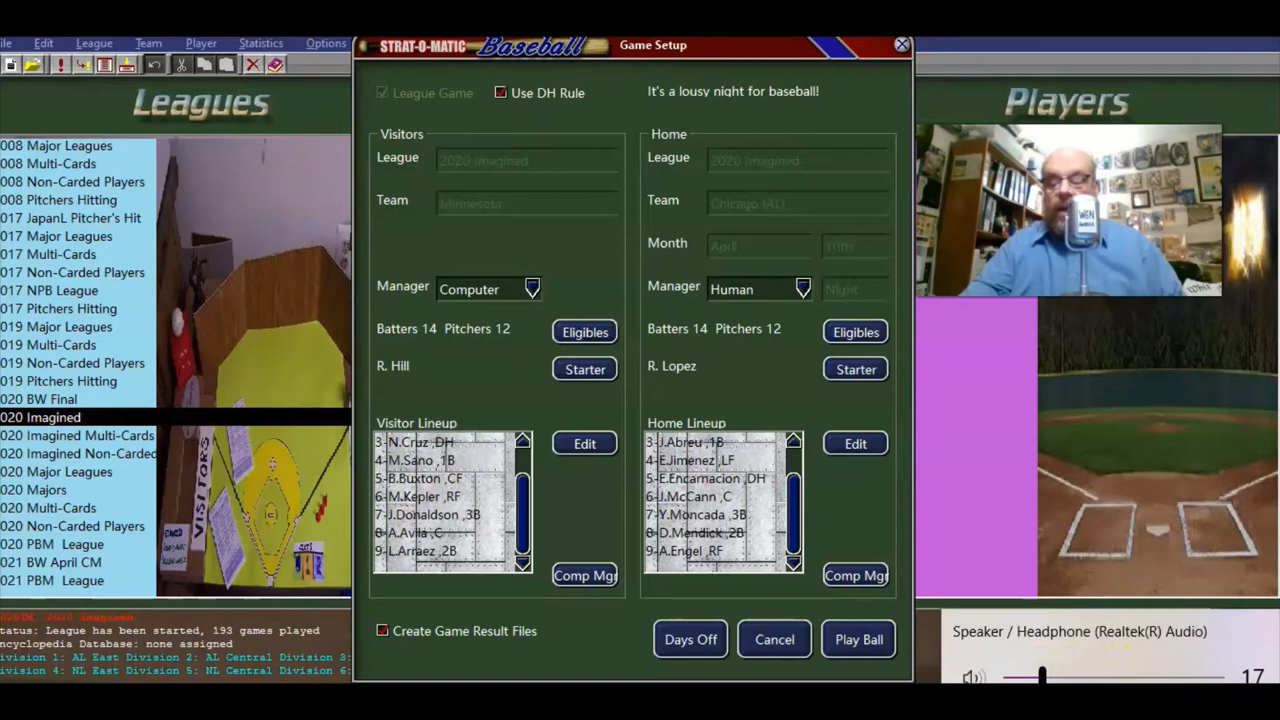 ile Edit League Team Player Statistics Options
STRAT-O-MATIC Baseball Game Setup
Leagues
Players
League Game Use DH Rule It's a lousy night for baseball!
Visitors
League 2020 Imagined
Team Minnesota
Manager Computer
Batters 14 Pitchers 12 Eligibles
R. Hill Starter
Visitor Lineup
3-N.Cruz ,DH
4-M.Sano ,1B
5-B.Buxton ,CF
6-M.Kepler ,RF
7-J.Donaldson ,3B
8-A.Avila ,C
9-L.Arraez ,2B
Edit
Comp Mgr
Home
League 2020 Imagined
Team Chicago (AL)
Month April 10th
Manager Human Night
Batters 14 Pitchers 12 Eligibles
R. Lopez Starter
Home Lineup
3-J.Abreu ,1B
4-E.Jimenez ,LF
5-E.Encarnacion ,DH
6-J.McCann ,C
7-Y.Moncada ,3B
8-D.Mendick ,2B
9-A.Engel ,RF
Edit
Comp Mgr
Create Game Result Files
Days Off Cancel Play Ball
008 Major Leagues
008 Multi-Cards
008 Non-Carded Players
008 Pitchers Hitting
017 JapanL Pitcher's Hit
017 Major Leagues
017 Multi-Cards
017 Non-Carded Players
017 NPB League
017 Pitchers Hitting
019 Major Leagues
019 Multi-Cards
019 Non-Carded Players
019 Pitchers Hitting
020 BW Final
020 Imagined
020 Imagined Multi-Cards
020 Imagined Non-Carded
020 Major Leagues
020 Majors
020 Multi-Cards
020 Non-Carded Players
020 PBM League
021 BW April CM
021 PBM League
VISITORS
OUTS
WGN
020IM, 2020 Imagined
tatus: League has been started, 193 games played
ncyclopedia Database: none assigned
ivision 1: AL East Division 2: AL Central Division 3:
ivision 4: NL East Division 5: NL Central Division 6:
Speaker / Headphone (Realtek(R) Audio)
17